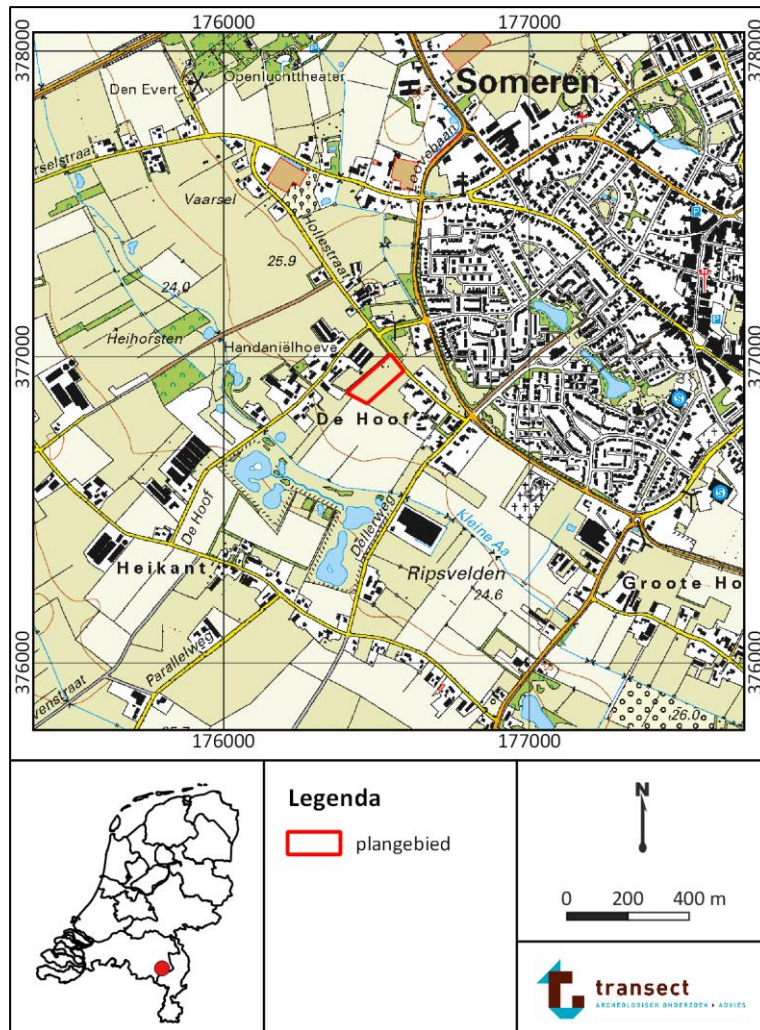 176000
177000
378000
378000
Den Evert
Openluchttheater
Someren
Vaarsel
Hollestraat
25.9
24.0
Heihorsten
Handaniëlhoeve
377000
377000
De Hoof
De Hoof
Dellerweg
Kleine Aa
Heikant
Ripsvelden
24.6
Groote Ho
Parallelweg
376000
376000
venstraat
26.0
176000
177000
Legenda
plangebied
N
0 200 400 m
transect
ARCHEOLOGISCH ONDERZOEK & ADVIES